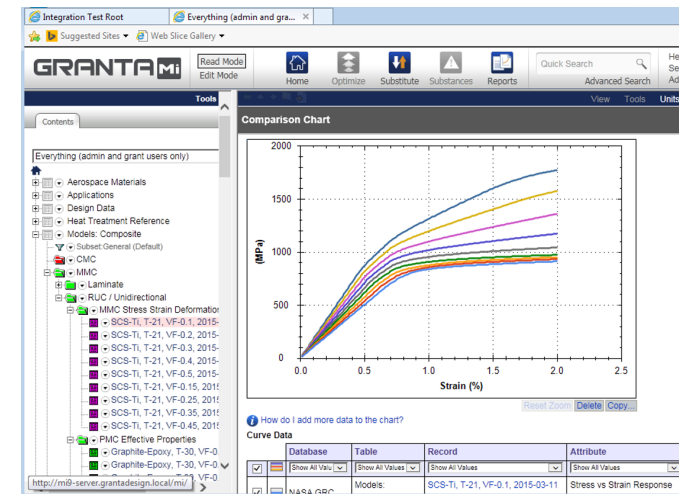 Integration Test Root
Everything (admin and gra... ×
Suggested Sites
Web Slice Gallery
GRANTA MI
Read Mode
Edit Mode
Home
Optimize
Substitute
Substances
Reports
Quick Search
Advanced Search
He
Se
Ad
Tools
View Tools Units
Contents
Everything (admin and grant users only)
Aerospace Materials
Applications
Design Data
Heat Treatment Reference
Models: Composite
Subset:General (Default)
CMC
MMC
Laminate
RUC / Unidirectional
MMC Stress Strain Deformation
SCS-Ti, T-21, VF-0.1, 2015-
SCS-Ti, T-21, VF-0.2, 2015-
SCS-Ti, T-21, VF-0.3, 2015-
SCS-Ti, T-21, VF-0.4, 2015-
SCS-Ti, T-21, VF-0.5, 2015-
SCS-Ti, T-21, VF-0.15, 2015
SCS-Ti, T-21, VF-0.25, 2015
SCS-Ti, T-21, VF-0.35, 2015
SCS-Ti, T-21, VF-0.45, 2015
PMC Effective Properties
Graphite-Epoxy, T-30, VF-0.
Graphite-Epoxy, T-30, VF-0
VF-0
http://mi9-server.grantadesign.local/mi/
Comparison Chart
2000
1500
1000
500
0
(MPa)
0.0 0.5 1.0 1.5 2.0 2.5
Strain (%)
Reset Zoom Delete Copy...
How do I add more data to the chart?
Curve Data
Database Table Record Attribute
Show All Valu Show All Values Show All Values Show All Values
NASA GRC Models: SCS-Ti, T-21, VF-0.1, 2015-03-11 Stress vs Strain Response